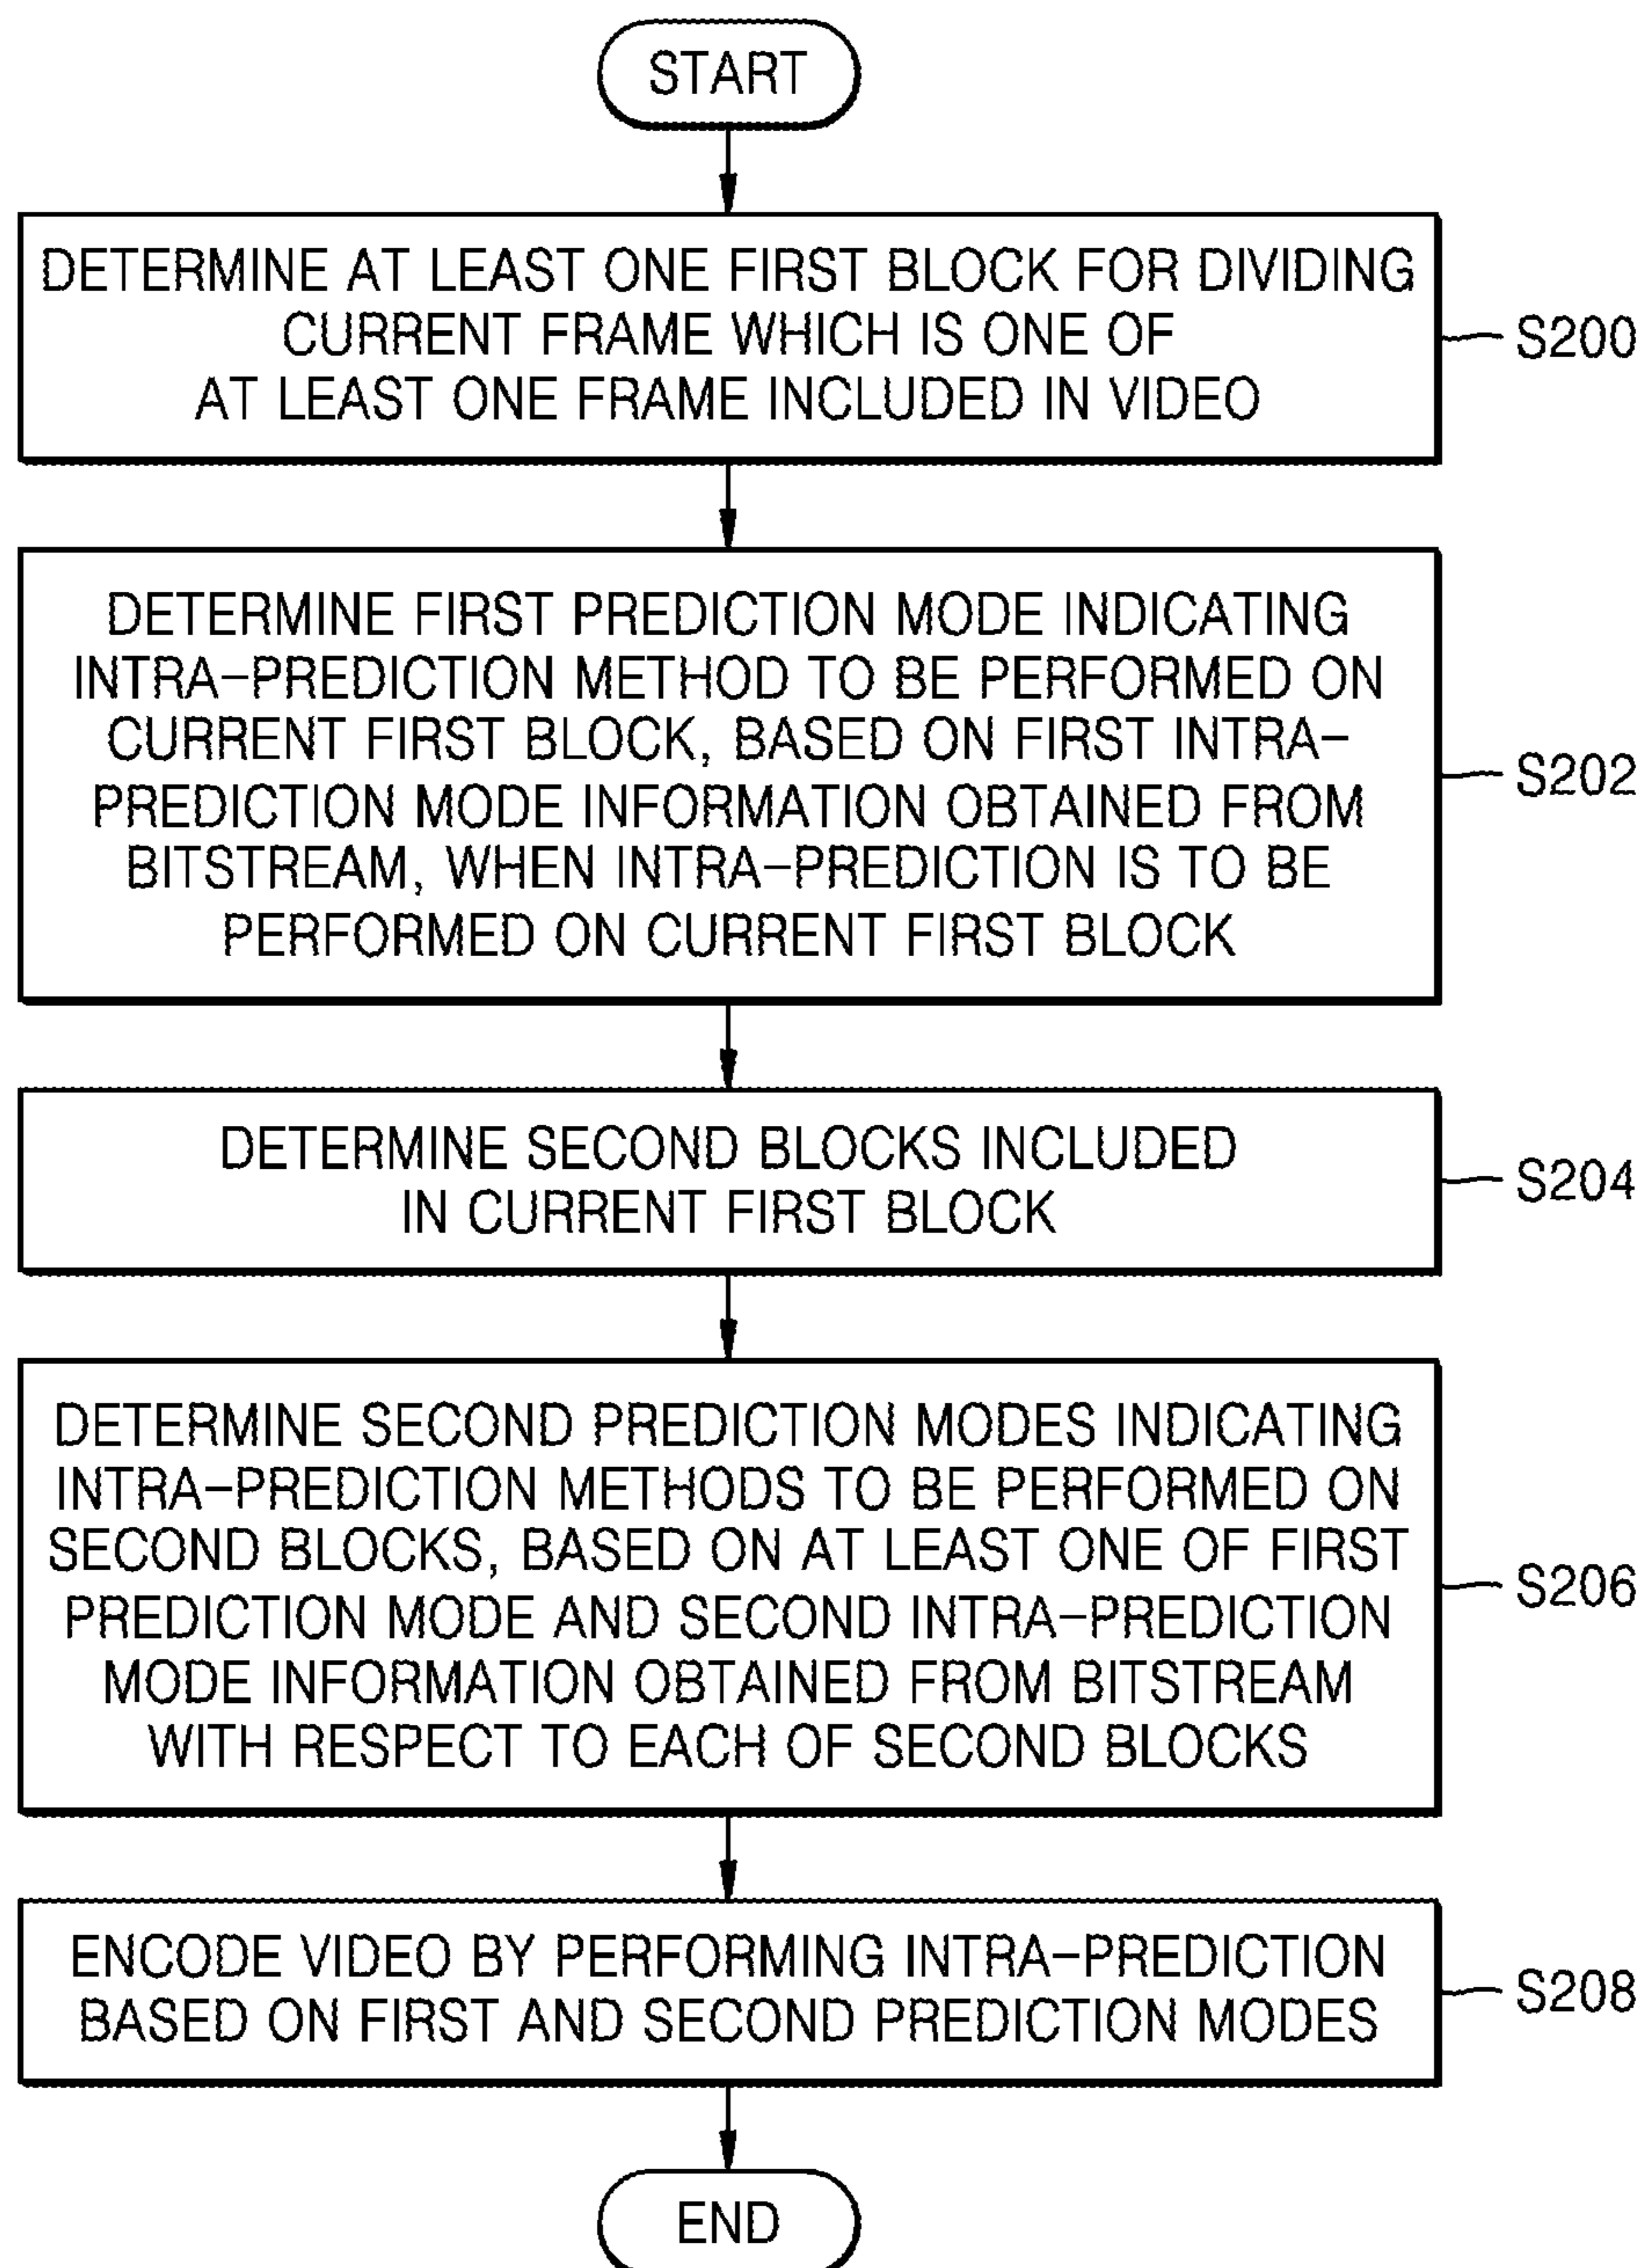 START
DETERMINE AT LEAST ONE FIRST BLOCK FOR DIVIDING
CURRENT FRAME WHICH IS ONE OF
AT LEAST ONE FRAME INCLUDED IN VIDEO
S200
DETERMINE FIRST PREDICTION MODE INDICATING
INTRA-PREDICTION METHOD TO BE PERFORMED ON
CURRENT FIRST BLOCK, BASED ON FIRST INTRA-
PREDICTION MODE INFORMATION OBTAINED FROM
BITSTREAM, WHEN INTRA-PREDICTION IS TO BE
PERFORMED ON CURRENT FIRST BLOCK
S202
DETERMINE SECOND BLOCKS INCLUDED
IN CURRENT FIRST BLOCK
S204
DETERMINE SECOND PREDICTION MODES INDICATING
INTRA-PREDICTION METHODS TO BE PERFORMED ON
SECOND BLOCKS, BASED ON AT LEAST ONE OF FIRST
PREDICTION MODE AND SECOND INTRA-PREDICTION
MODE INFORMATION OBTAINED FROM BITSTREAM
WITH RESPECT TO EACH OF SECOND BLOCKS
S206
ENCODE VIDEO BY PERFORMING INTRA-PREDICTION
BASED ON FIRST AND SECOND PREDICTION MODES
S208
END